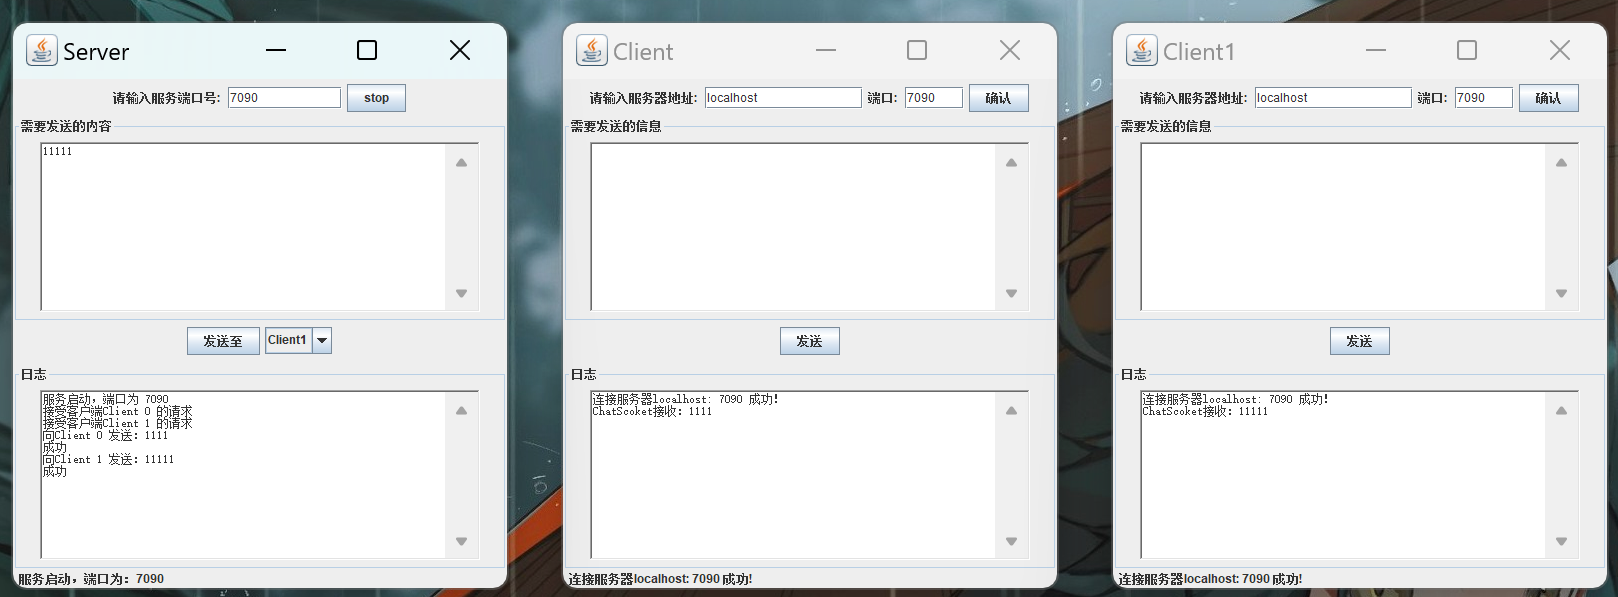 Server
请输入服务端口号: 7090 stop
需要发送的内容
11111
发送至 Client1
日志
服务启动，端口为 7090
接受客户端Client 0 的请求
接受客户端Client 1 的请求
向Client 0 发送：1111
成功
向Client 1 发送：11111
成功
服务启动，端口为：7090
Client
请输入服务器地址: localhost 端口: 7090 确认
需要发送的信息
发送
日志
连接服务器localhost: 7090 成功!
ChatScoket接收：1111
连接服务器localhost: 7090 成功!
Client1
请输入服务器地址: localhost 端口: 7090 确认
需要发送的信息
发送
日志
连接服务器localhost: 7090 成功!
ChatScoket接收：11111
连接服务器localhost: 7090 成功!